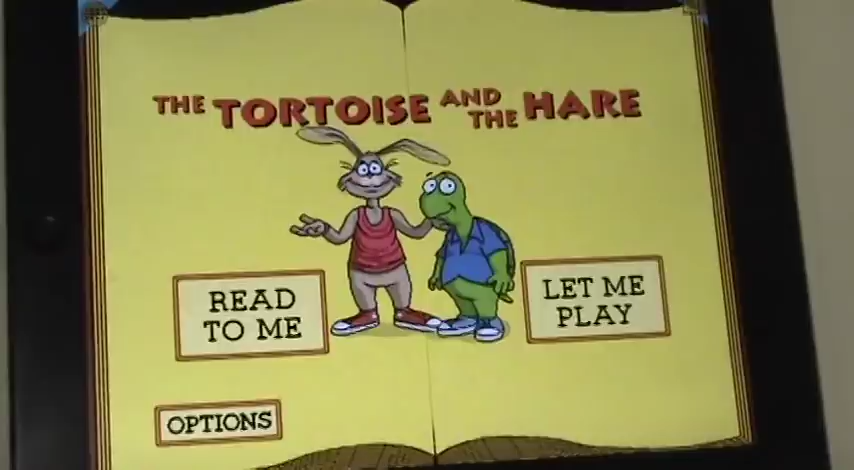 THE TORTOISE AND THE HARE
READ
TO ME
LET ME
PLAY
OPTIONS